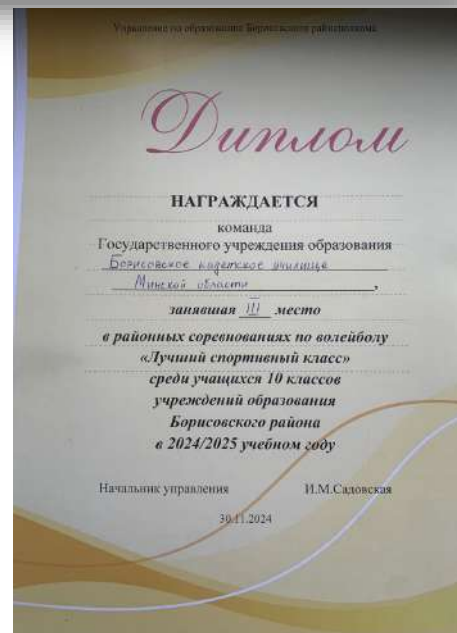 Управление по образованию Борисовского райисполкома
Диплом
НАГРАЖДАЕТСЯ
команда
Государственного учреждения образования
Борисовское кадетское училище
Минской области,
занявшая III место
в районных соревнованиях по волейболу
«Лучший спортивный класс»
среди учащихся 10 классов
учреждений образования
Борисовского района
в 2024/2025 учебном году
Начальник управления И.М.Садовская
30.11.2024